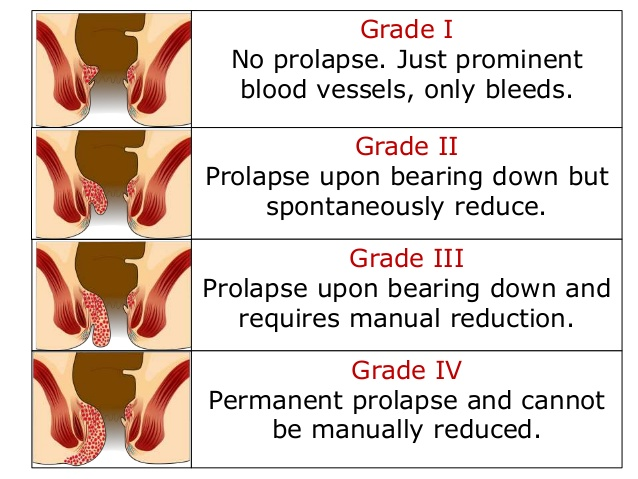 Grade I
No prolapse. Just prominent
blood vessels, only bleeds.
Grade II
Prolapse upon bearing down but
spontaneously reduce.
Grade III
Prolapse upon bearing down and
requires manual reduction.
Grade IV
Permanent prolapse and cannot
be manually reduced.